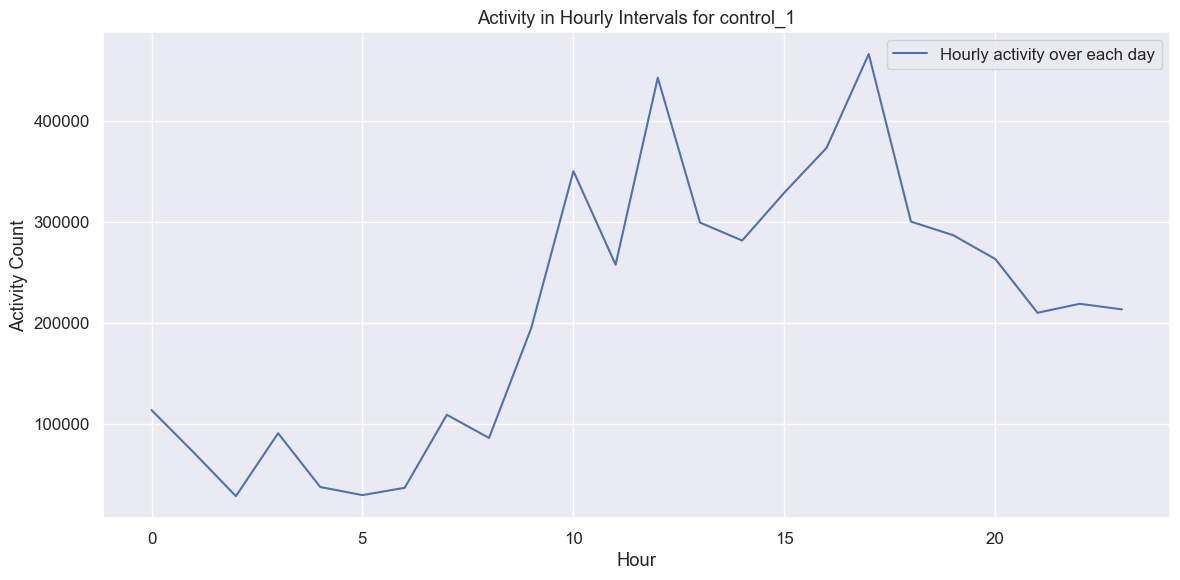 Activity in Hourly Intervals for control_1
Hourly activity over each day
Activity Count
400000
300000
200000
100000
0 5 10 15 20
Hour